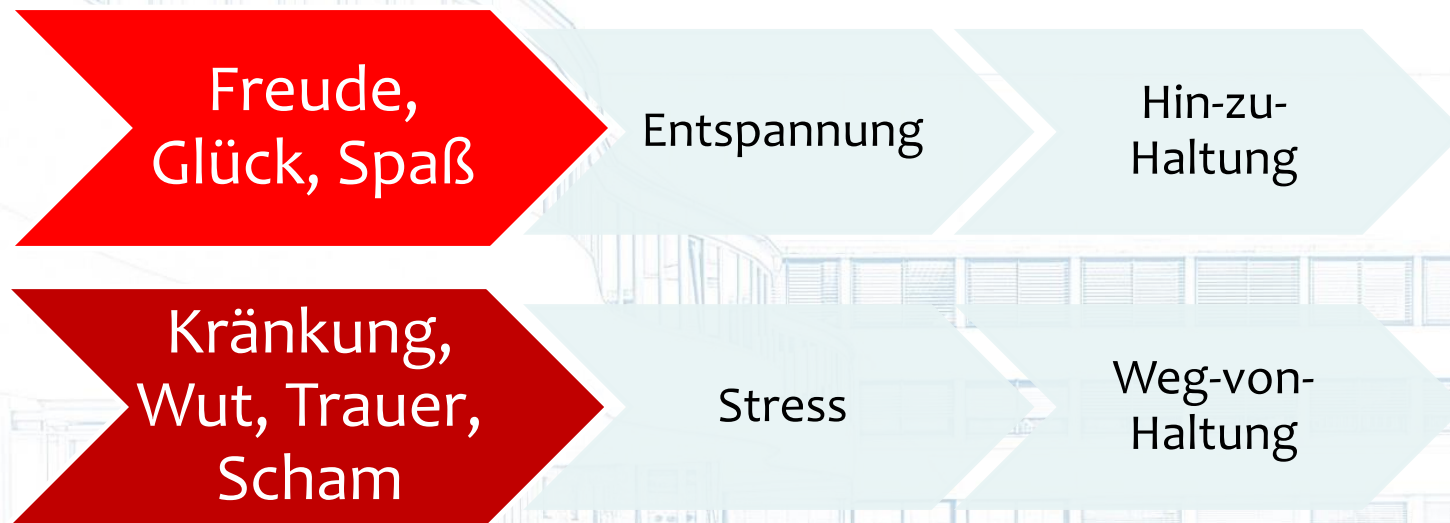 Freude,
Glück, Spaß
Entspannung
Hin-zu-
Haltung
Kränkung,
Wut, Trauer,
Scham
Stress
Weg-von-
Haltung